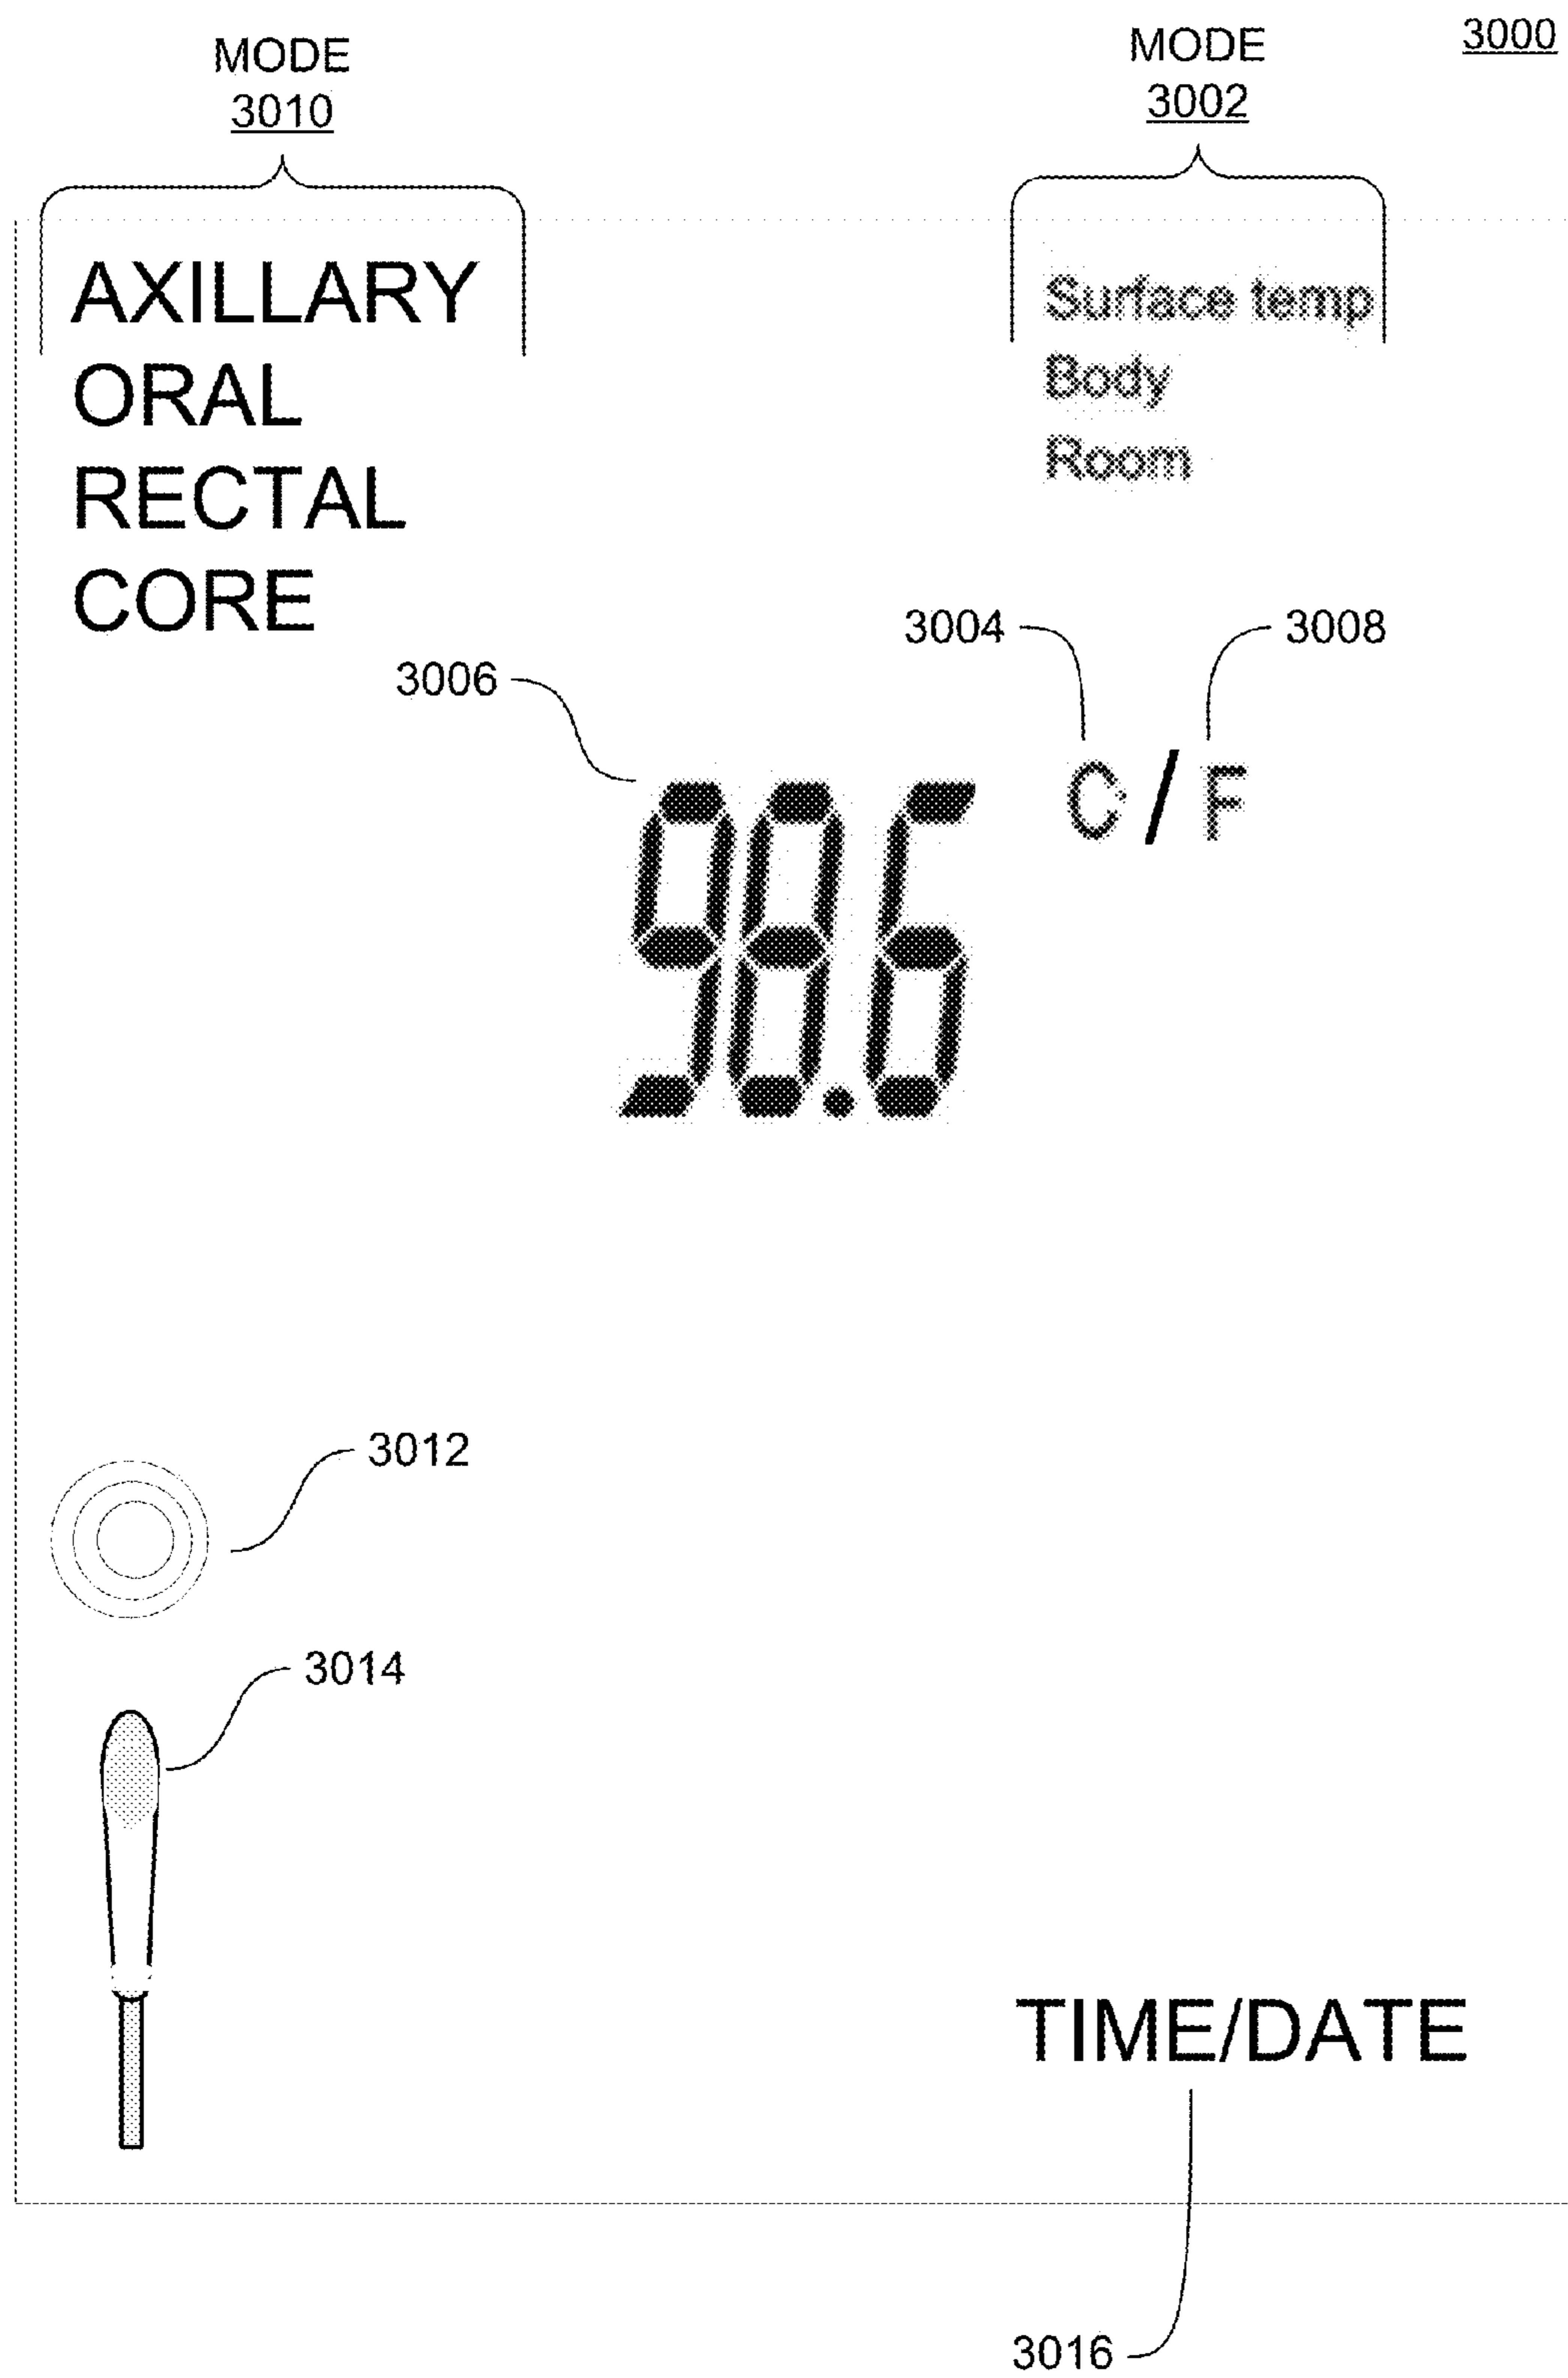 3000
MODE
3010
MODE
3002
AXILLARY
ORAL
RECTAL
CORE
Surface temp
Body
Room
3004
3008
3006
C / F
98.6
3012
3014
TIME/DATE
3016